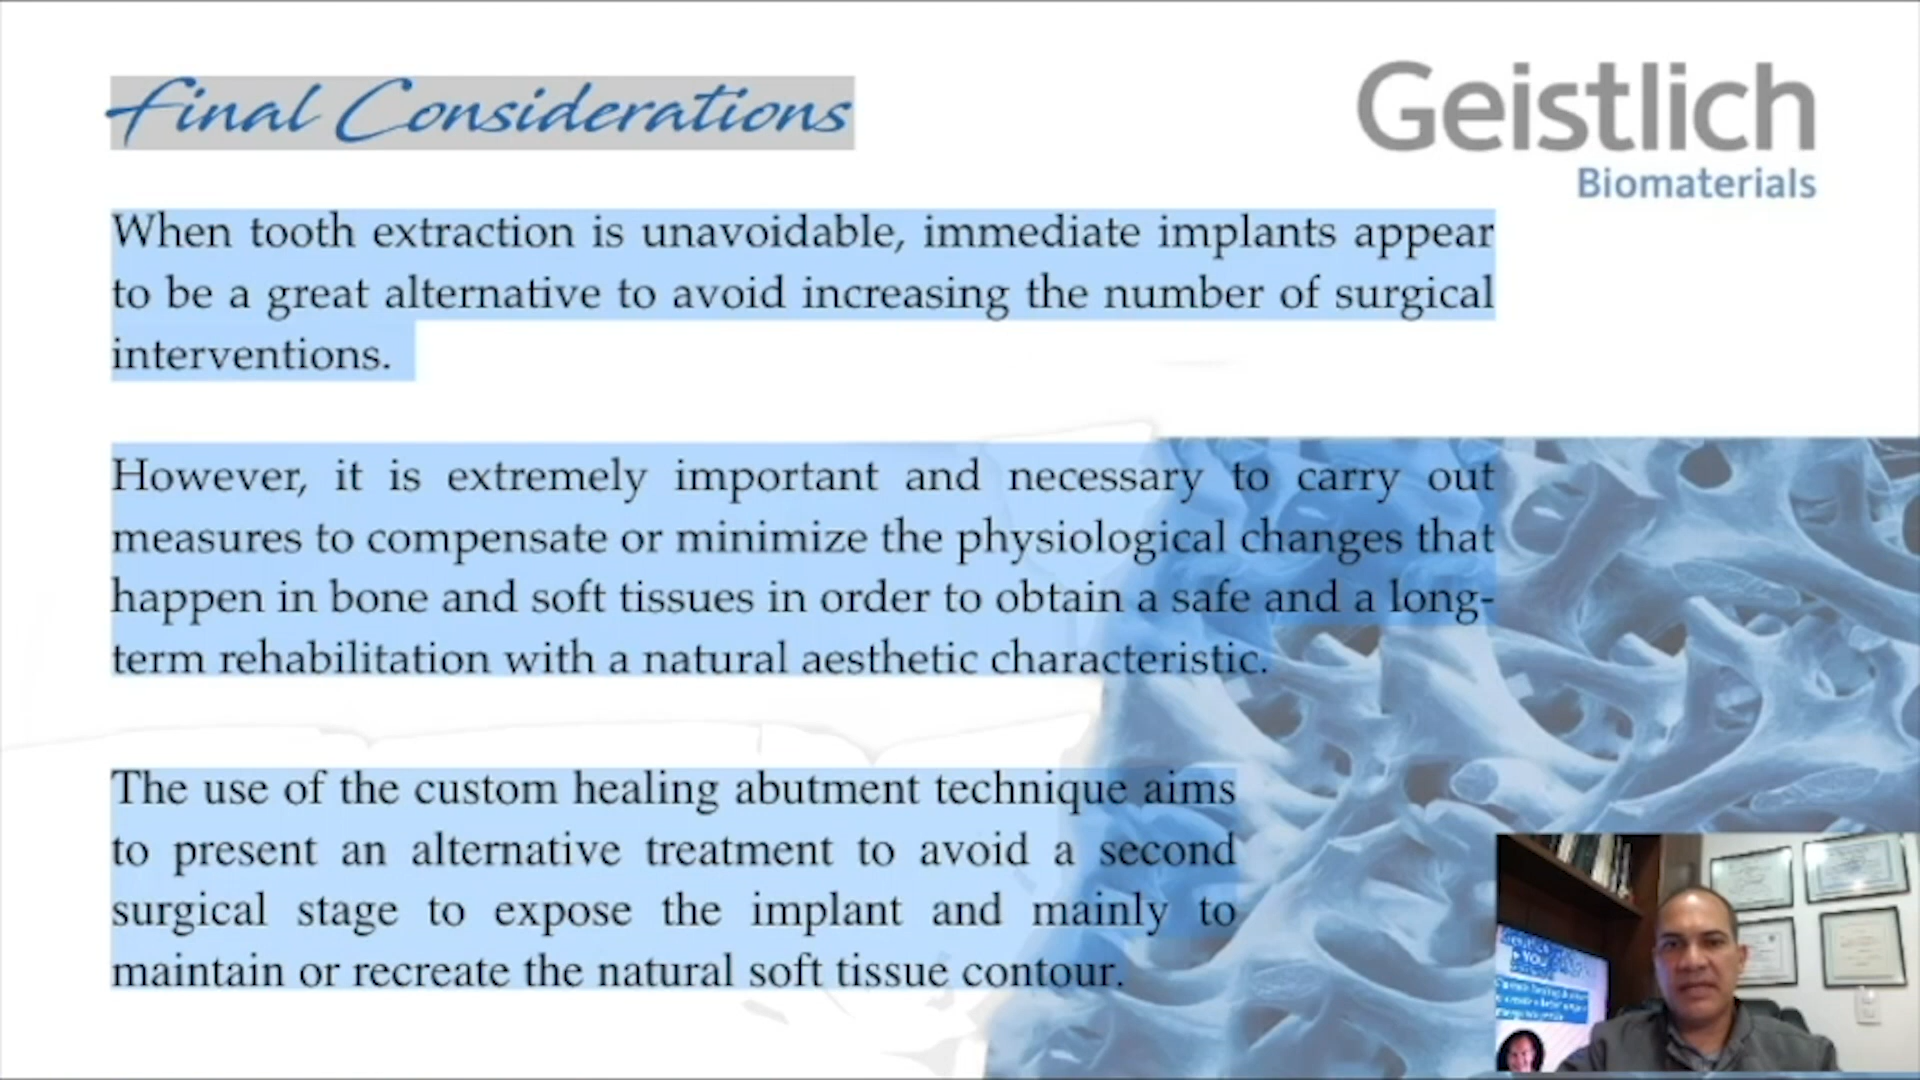 Final Considerations
Geistlich
Biomaterials
When tooth extraction is unavoidable, immediate implants appear
to be a great alternative to avoid increasing the number of surgical
interventions.
However, it is extremely important and necessary to carry out
measures to compensate or minimize the physiological changes that
happen in bone and soft tissues in order to obtain a safe and a long-
term rehabilitation with a natural aesthetic characteristic.
The use of the custom healing abutment technique aims
to present an alternative treatment to avoid a second
surgical stage to expose the implant and mainly to
maintain or recreate the natural soft tissue contour.
YOU